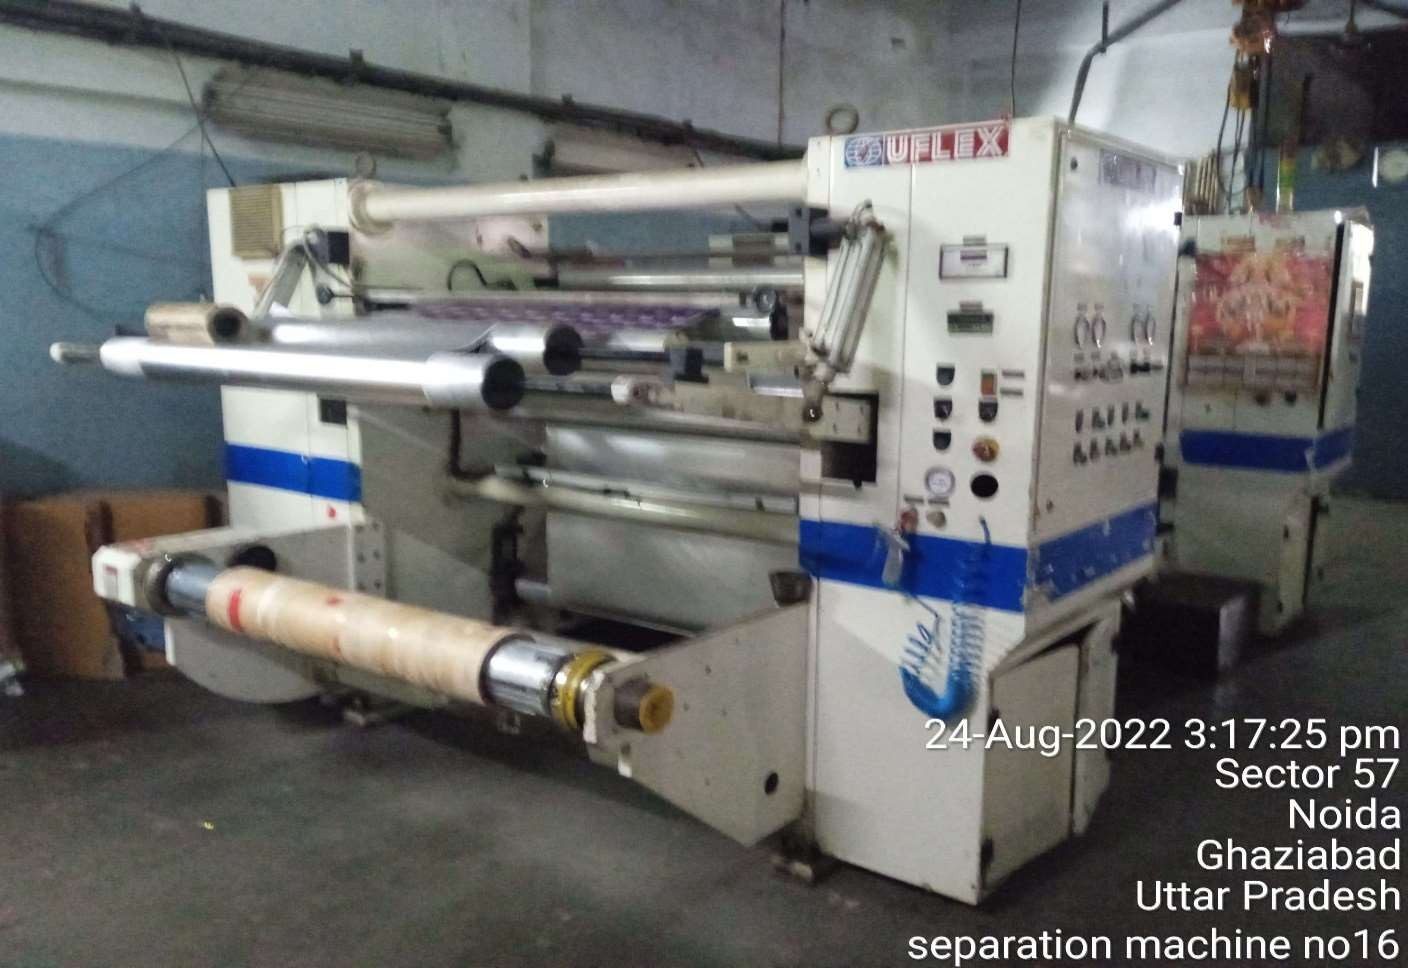 UFLEX
24-Aug-2022 3:17:25 pm
Sector 57
Noida
Ghaziabad
Uttar Pradesh
separation machine no16